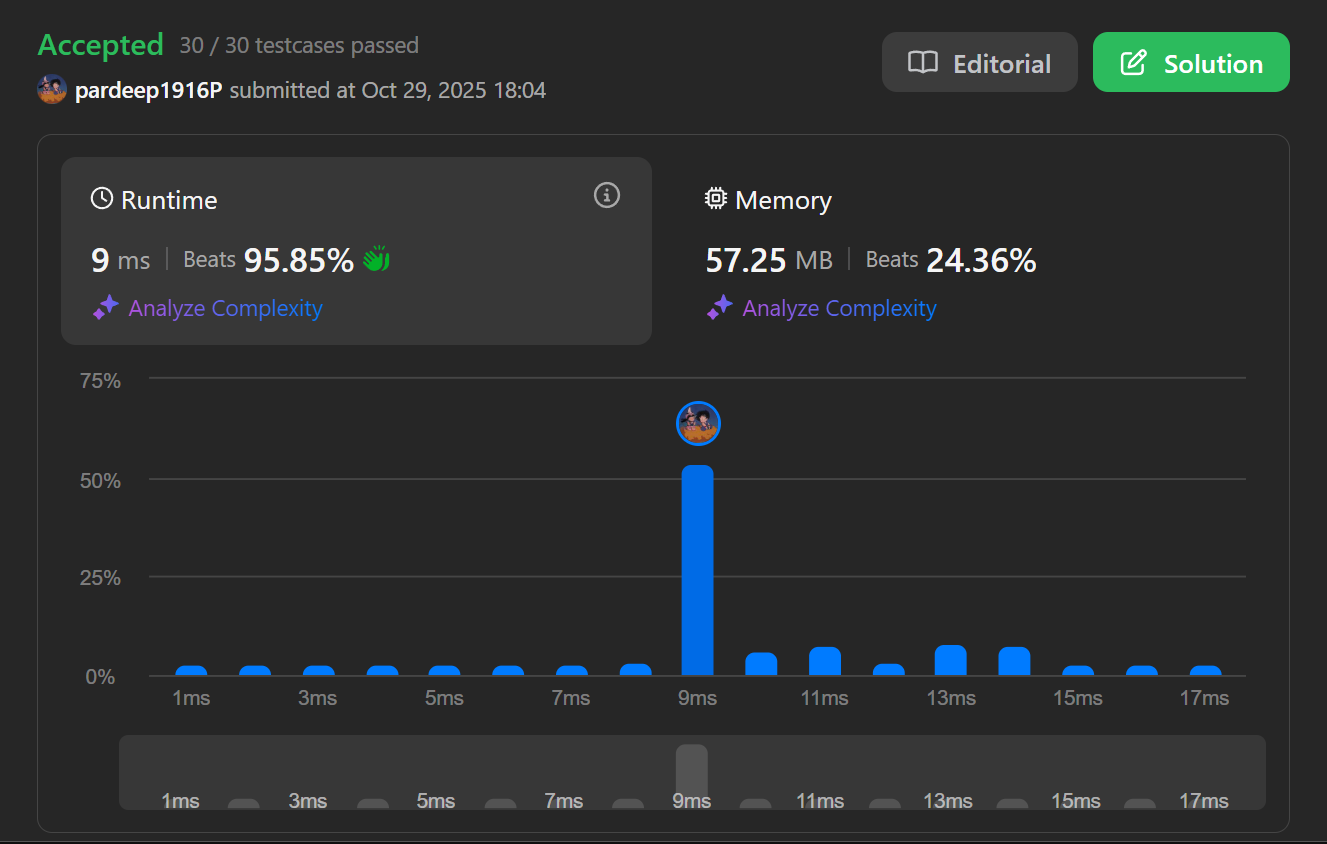 Accepted 30 / 30 testcases passed
Editorial
Solution
pardeep1916P submitted at Oct 29, 2025 18:04
Runtime
9 ms | Beats 95.85%
Analyze Complexity
Memory
57.25 MB | Beats 24.36%
Analyze Complexity
75%
50%
25%
0%
1ms 3ms 5ms 7ms 9ms 11ms 13ms 15ms 17ms
1ms 3ms 5ms 7ms 9ms 11ms 13ms 15ms 17ms